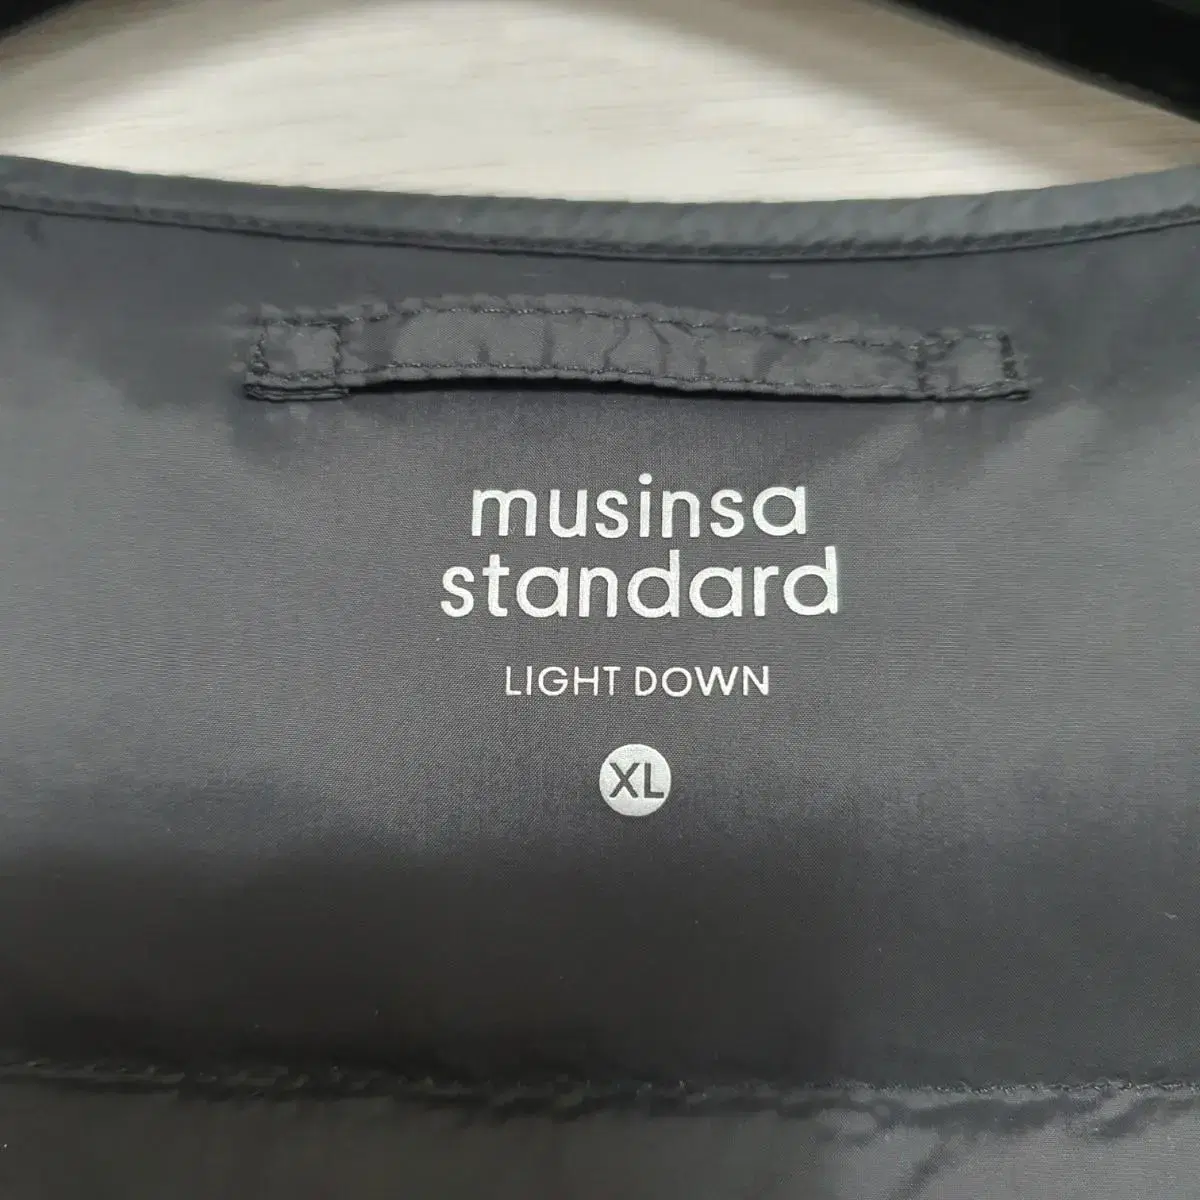 musinsa
standard
LIGHT DOWN
XL